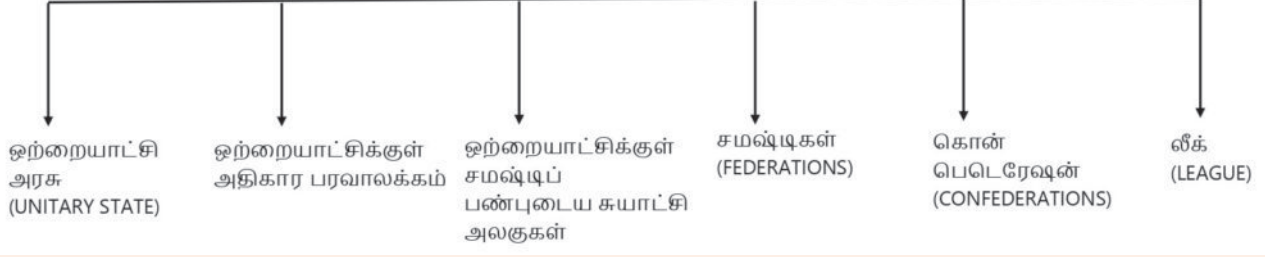 ஒற்றையாட்சி
அரசு
(UNITARY STATE)
ஒற்றையாட்சிக்குள்
அதிகார பரவாலக்கம்
ஒற்றையாட்சிக்குள்
சமஷ்டிப்
பண்புடைய சுயாட்சி
அலகுகள்
சமஷ்டிகள்
(FEDERATIONS)
கொன்
பெடெரேஷன்
(CONFEDERATIONS)
லீக்
(LEAGUE)